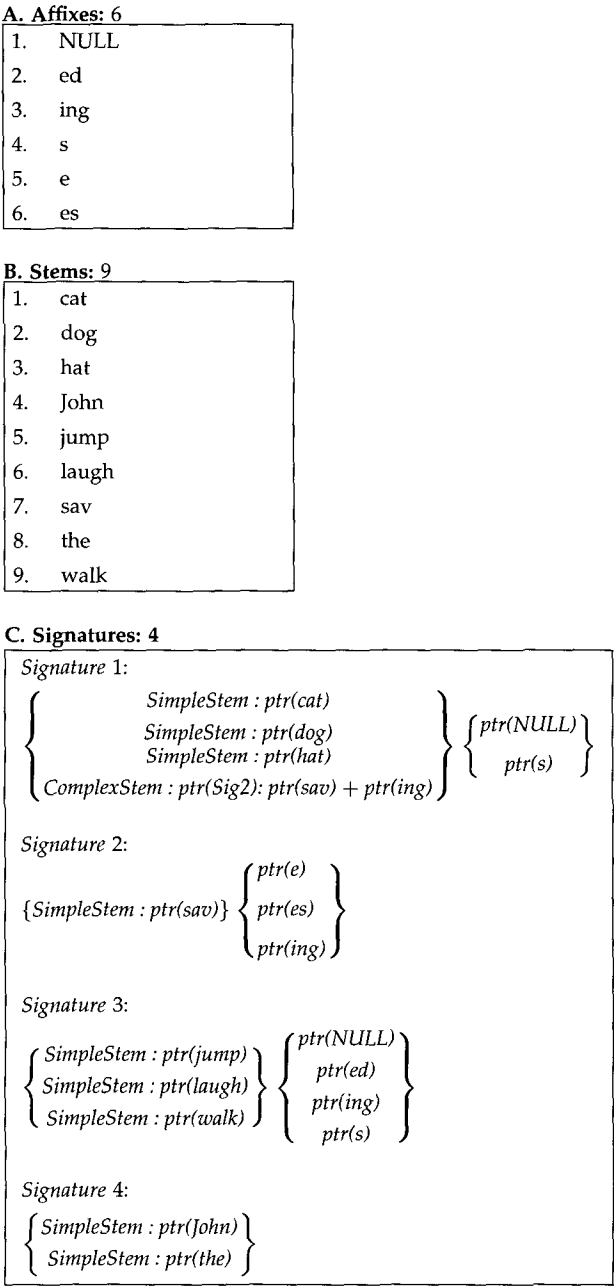 A. Affixes: 6
1. NULL
2. ed
3. ing
4. s
5. e
6. es
B. Stems: 9
1. cat
2. dog
3. hat
4. John
5. jump
6. laugh
7. sav
8. the
9. walk
C. Signatures: 4
Signature 1:
{ SimpleStem : ptr(cat)
SimpleStem : ptr(dog)
SimpleStem : ptr(hat)
ComplexStem : ptr(Sig2): ptr(sav) + ptr(ing) } { ptr(NULL)
ptr(s) }
Signature 2:
{SimpleStem : ptr(sav)} { ptr(e)
ptr(es)
ptr(ing) }
Signature 3:
{ SimpleStem : ptr(jump)
SimpleStem : ptr(laugh)
SimpleStem : ptr(walk) } { ptr(NULL)
ptr(ed)
ptr(ing)
ptr(s) }
Signature 4:
{ SimpleStem : ptr(John)
SimpleStem : ptr(the) }